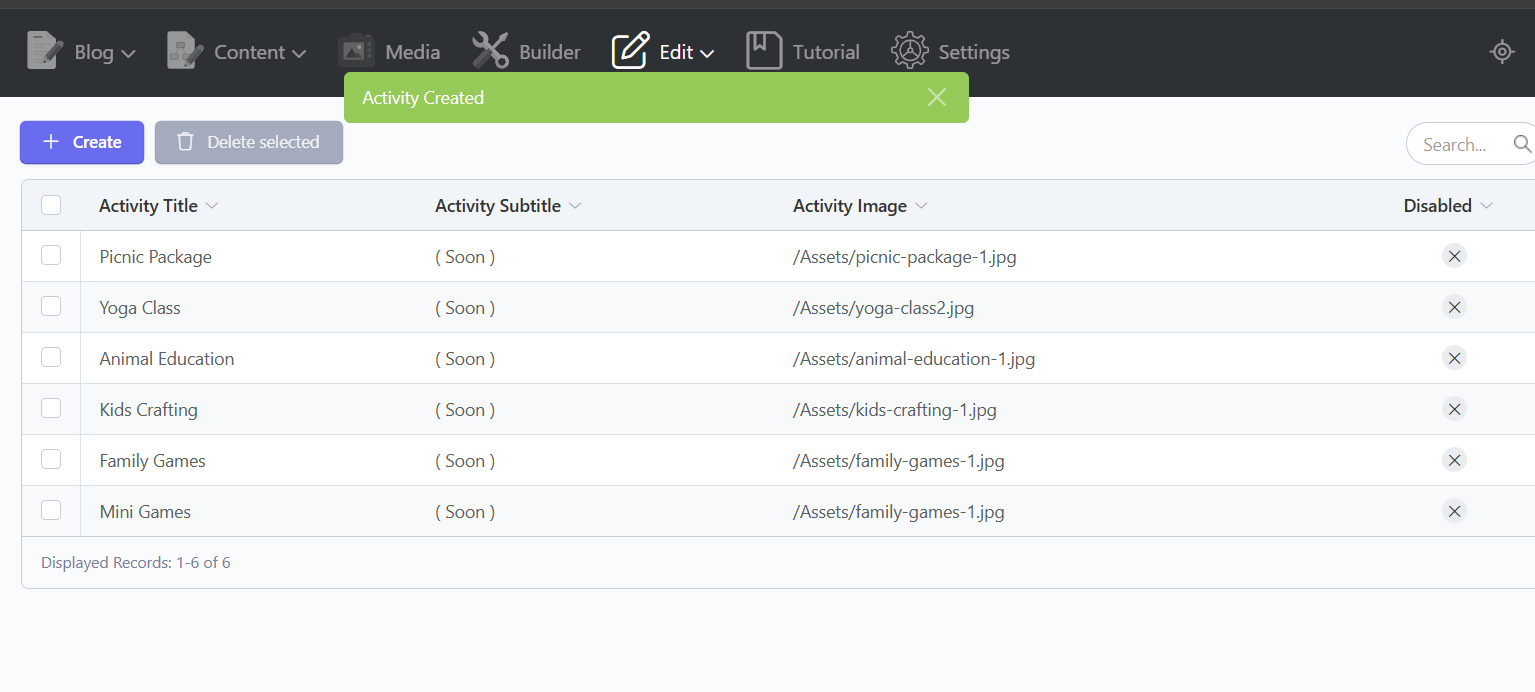 Blog Content Media Builder Edit Tutorial Settings
Activity Created
Create Delete selected Search...
Activity Title Activity Subtitle Activity Image Disabled
Picnic Package ( Soon ) /Assets/picnic-package-1.jpg
Yoga Class ( Soon ) /Assets/yoga-class2.jpg
Animal Education ( Soon ) /Assets/animal-education-1.jpg
Kids Crafting ( Soon ) /Assets/kids-crafting-1.jpg
Family Games ( Soon ) /Assets/family-games-1.jpg
Mini Games ( Soon ) /Assets/family-games-1.jpg
Displayed Records: 1-6 of 6